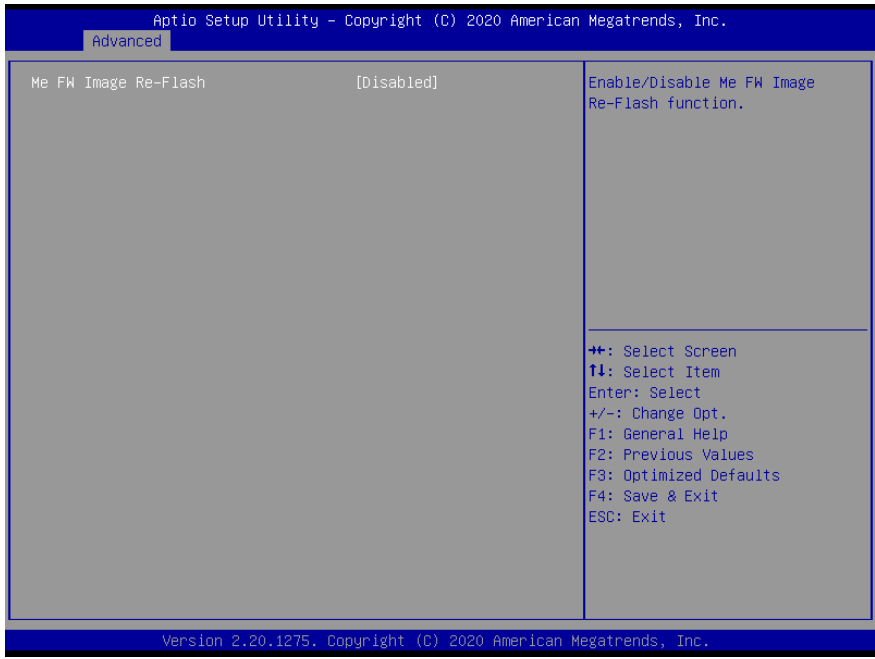 Aptio Setup Utility – Copyright (C) 2020 American Megatrends, Inc.
Advanced
Me FW Image Re-Flash [Disabled]
Enable/Disable Me FW Image
Re-Flash function.
→←: Select Screen
↑↓: Select Item
Enter: Select
+/-: Change Opt.
F1: General Help
F2: Previous Values
F3: Optimized Defaults
F4: Save & Exit
ESC: Exit
Version 2.20.1275. Copyright (C) 2020 American Megatrends, Inc.